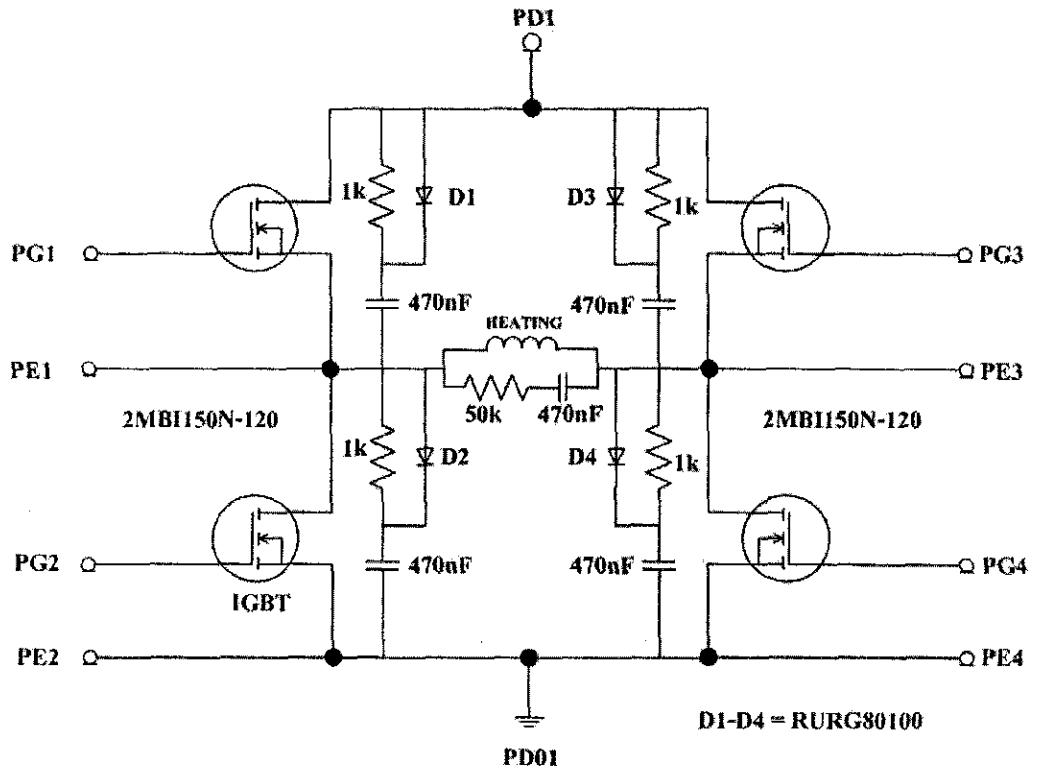 PD1
1k
D1
D3
1k
PG1
PG3
470nF
470nF
HEATING
PE1
PE3
50k
470nF
2MBI150N-120
2MBI150N-120
1k
D2
D4
1k
PG2
470nF
470nF
PG4
IGBT
PE2
PE4
D1-D4 = RURG80100
PD01